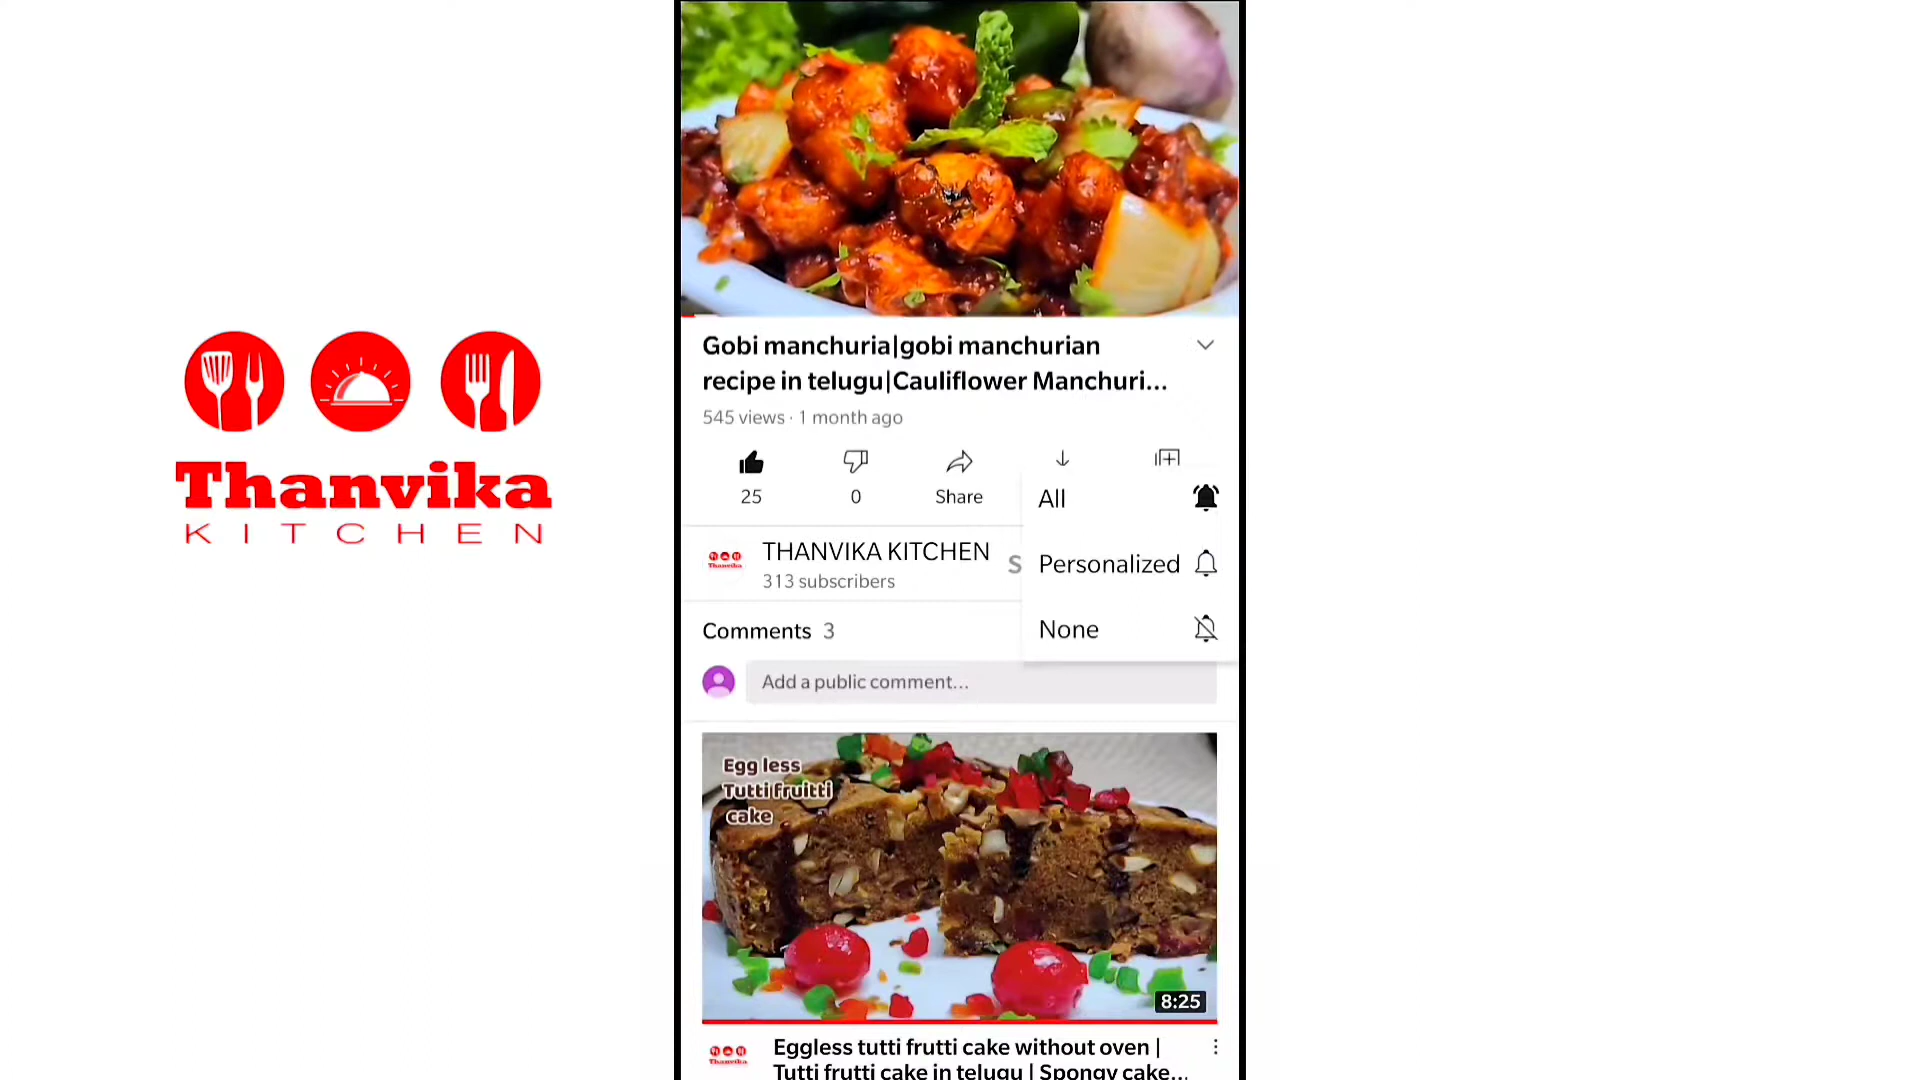 Thanvika
KITCHEN
Gobi manchuria|gobi manchurian
recipe in telugu|Cauliflower Manchuri...
545 views · 1 month ago
25
0
Share
All
Personalized
None
THANVIKA KITCHEN
S
313 subscribers
Comments 3
Add a public comment...
Egg less
Tutti fruitti
cake
8:25
Thanvika
Thanvika
Eggless tutti frutti cake without oven |
Tutti frutti cake in telugu | Spongy cake...